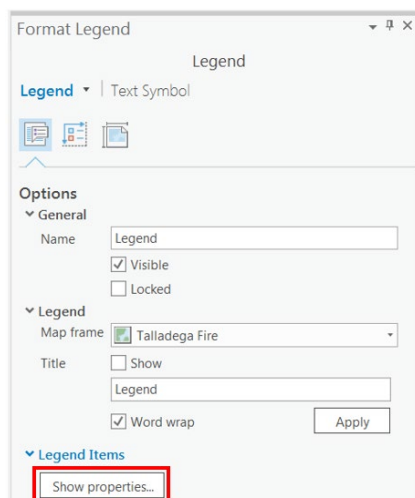 Format Legend
Legend
Legend Text Symbol
Options
General
Name Legend
Visible
Locked
Legend
Map frame Talladega Fire
Title Show
Legend
Word wrap Apply
Legend Items
Show properties...